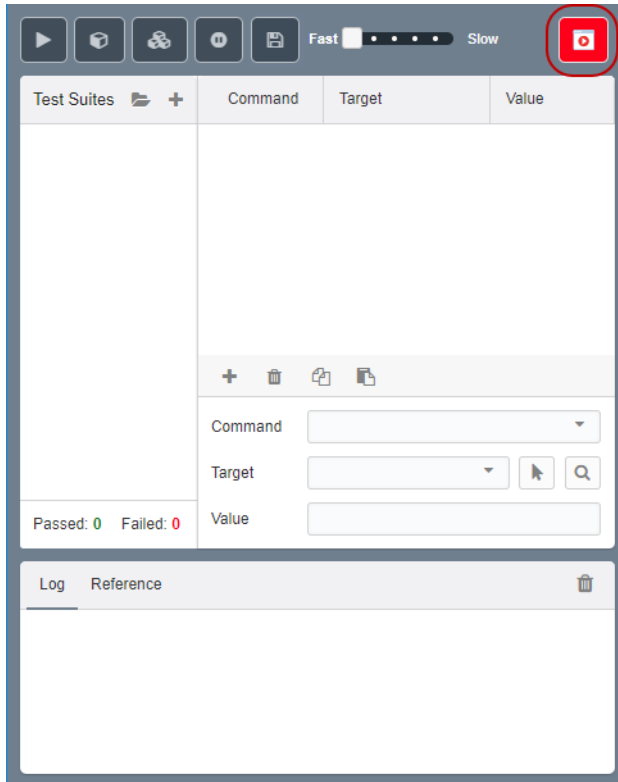 Fast Slow
Test Suites Command Target Value
Command
Target
Value
Passed: 0 Failed: 0
Log Reference